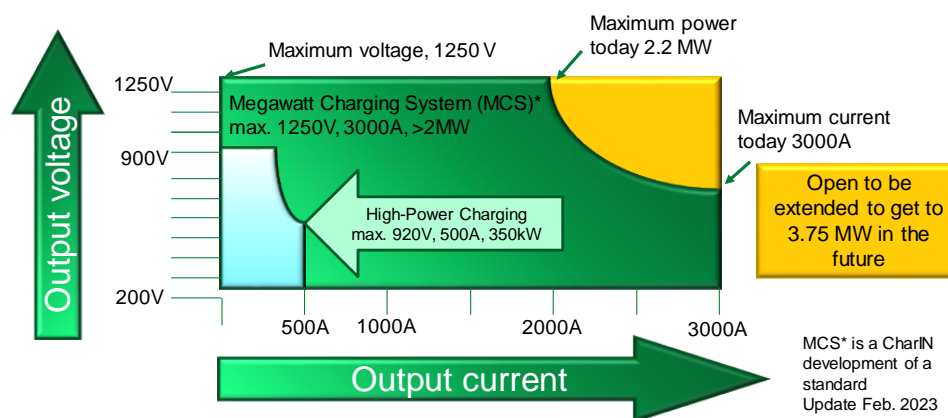 Output voltage
Maximum voltage, 1250 V
Maximum power
today 2.2 MW
1250V
900V
200V
Megawatt Charging System (MCS)*
max. 1250V, 3000A, >2MW
High-Power Charging
max. 920V, 500A, 350kW
Maximum current
today 3000A
Open to be
extended to get to
3.75 MW in the
future
500A
1000A
2000A
3000A
Output current
MCS* is a CharIN
development of a
standard
Update Feb. 2023